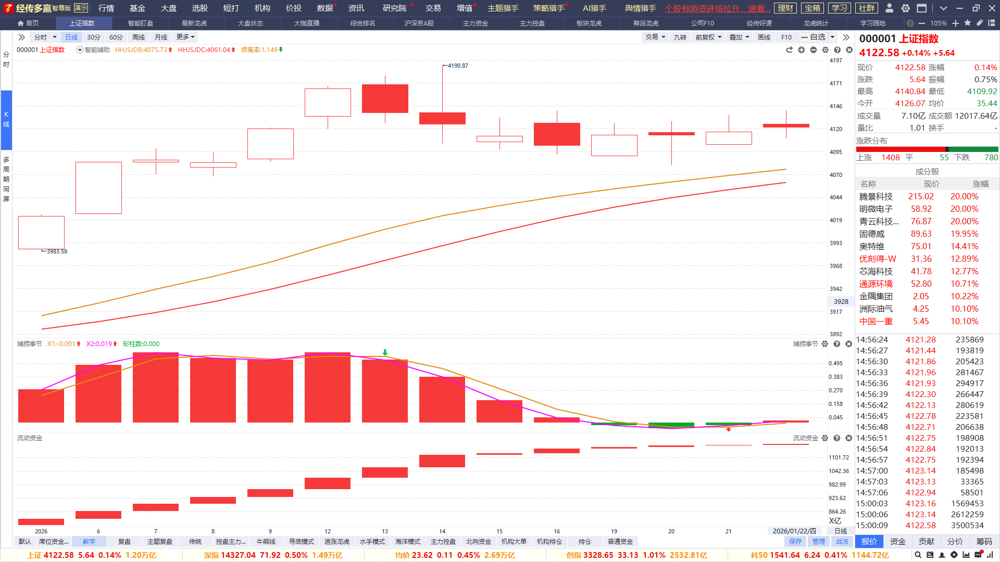 经传多赢 智尊版 演示 行情 基金 大盘 选股 短打 机构 价投 数据 资讯 研究院 交易 增值 主题猎手 策略猎手 AI猎手 舆情猎手 个股有游资进场拉升，速看... 理财 宝箱 学习 社群
首页 上证指数 智能盯盘 最新龙虎 大盘状态 大咖直播 综合排名 沪深京A股 主力资金 主力控盘 板块龙虎 帮派龙虎 公司F10 经传好课 龙虎统计 学习园地 105%
分时 日线 30分 60分 周线 月线 更多 交易 九转 前复权 叠加 画线 F10 自选
000001 上证指数 智能辅助 HHJSJDB:4075.73 HHJSJDC:4061.04 乖离率:1.149
分时
K线
多周期同屏
4190.87
3983.58
4197
4171
4146
4120
4095
4070
4044
4019
3993
3968
3942
3928
3917
3892
捕捞季节 X1:-0.001 X2:0.019 彩柱数:0.000 捕捞季节
0.495
0.383
0.270
0.158
0.045
流动资金 流动资金
1101.72
1042.36
982.99
923.62
864.26
X亿
2026 6 7 8 9 12 13 14 15 16 19 20 21 2026/01/22/四 日线
默认 席位资金... 教学 复盘 主题复盘 传统 控盘主力... 牛能线 寻底模式 追涨龙虎 水手模式 海洋模式 主力控盘 北向资金 机构大单 机构持仓 持仓 普通资金 保存 管理 战法
000001 上证指数
4122.58 +0.14% +5.64
现价 4122.58 涨幅 0.14%
涨跌 5.64 振幅 0.75%
最高 4140.84 最低 4109.92
今开 4126.07 均价 35.44
成交量 7.10亿 成交额 12017.64亿
量比 1.01 换手 -
涨跌分布
上涨 1408 平 55 下跌 780
成分股
名称 现价 涨幅
腾景科技 215.02 20.00%
明微电子 58.92 20.00%
青云科技... 76.87 20.00%
固德威 89.63 19.95%
奥特维 75.01 14.41%
优刻得-W 31.36 12.89%
芯海科技 41.78 12.77%
通源环境 52.80 10.71%
金隅集团 2.05 10.22%
洲际油气 4.25 10.10%
中国一重 5.45 10.10%
14:56:24 4121.28 235869
14:56:27 4121.44 193819
14:56:30 4121.86 205423
14:56:33 4121.96 281467
14:56:36 4121.93 294917
14:56:39 4122.30 266447
14:56:42 4122.13 280619
14:56:45 4122.78 223581
14:56:48 4122.71 206638
14:56:51 4122.75 198908
14:56:54 4122.84 192013
14:56:57 4122.75 192394
14:57:00 4123.14 185498
14:57:03 4123.13 33365
14:57:06 4122.94 58501
15:00:03 4123.16 1569453
15:00:06 4123.14 2612259
15:00:09 4122.58 3500534
报价 资金 贡献 分价 筹码
上证 4122.58 5.64 0.14% 1.20万亿 深指 14327.04 71.92 0.50% 1.49万亿 均价 23.62 0.11 0.45% 2.69万亿 创指 3328.65 33.13 1.01% 2532.81亿 科50 1541.64 6.24 0.41% 1144.72亿